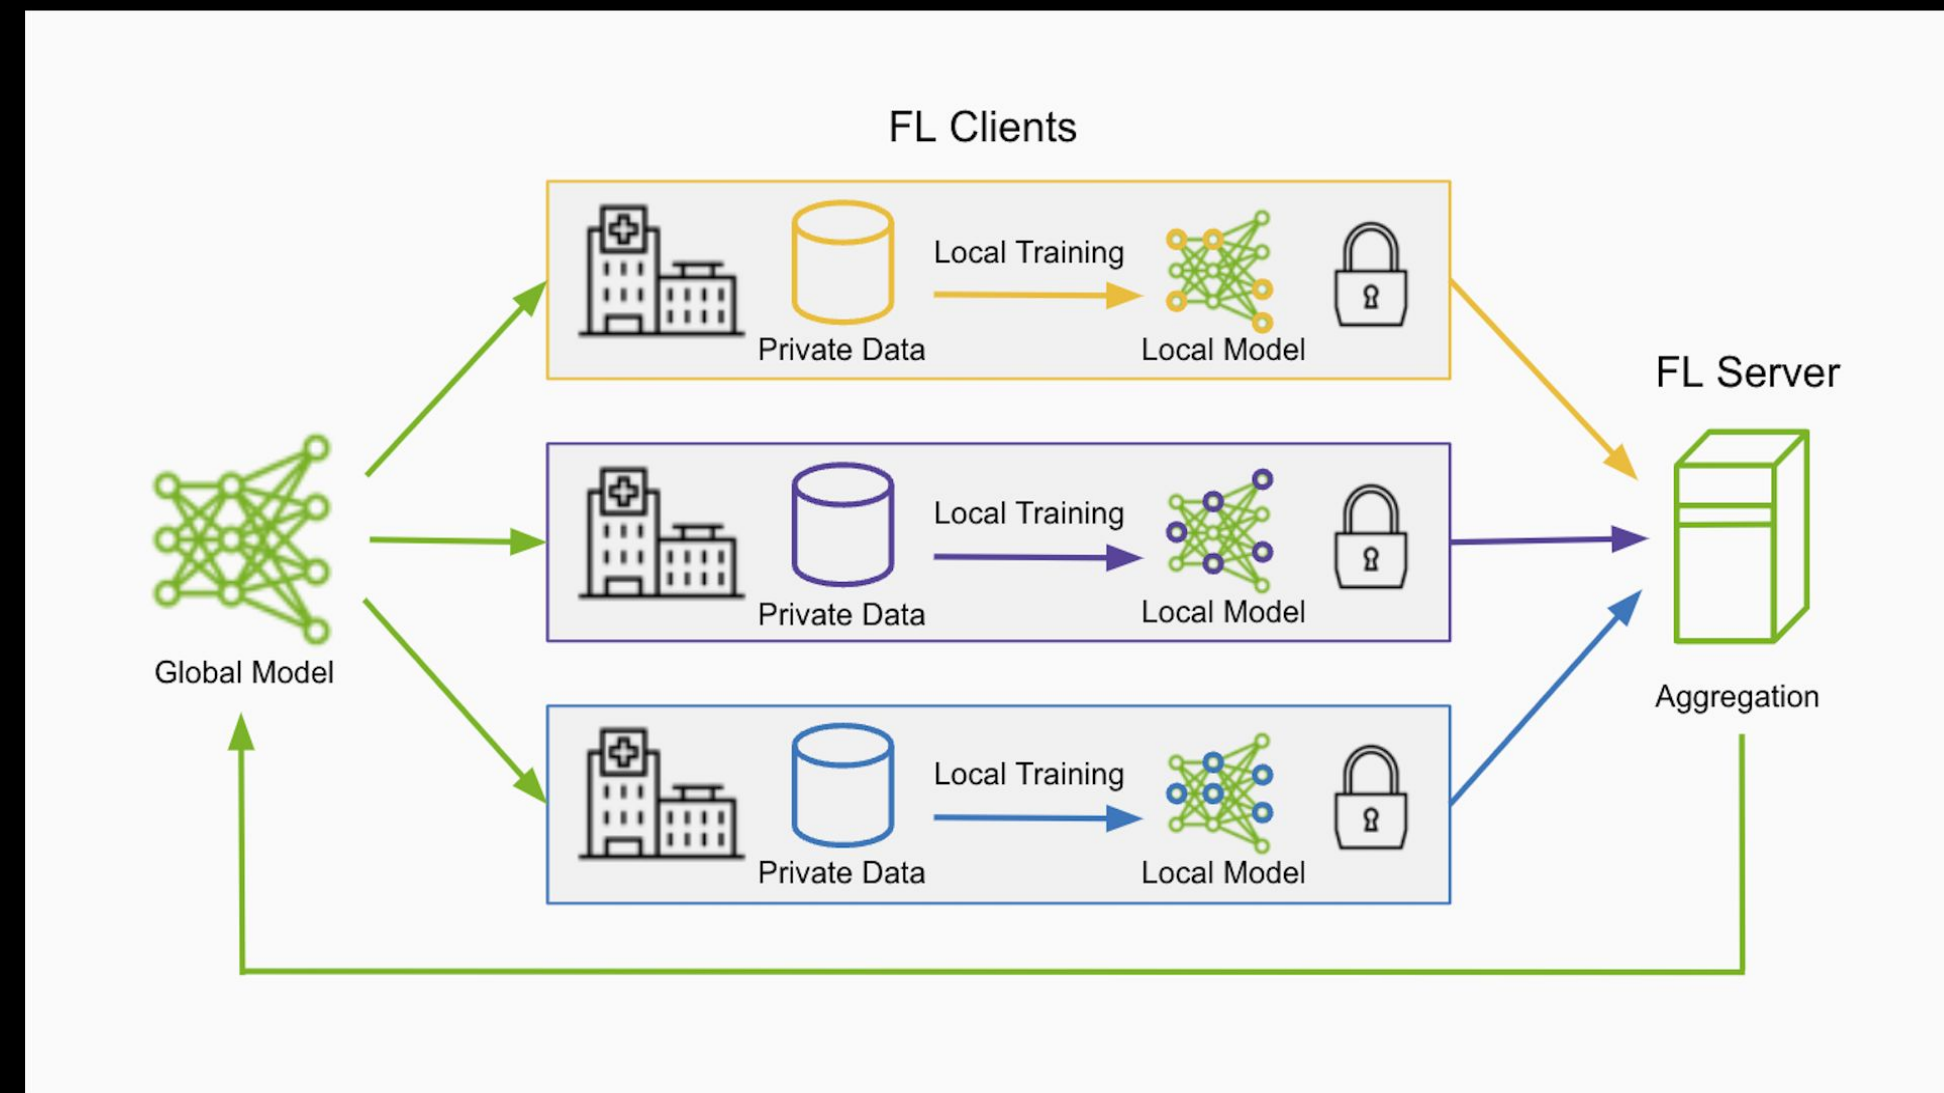 FL Clients
Local Training
Private Data
Local Model
FL Server
Local Training
Private Data
Local Model
Global Model
Aggregation
Local Training
Private Data
Local Model